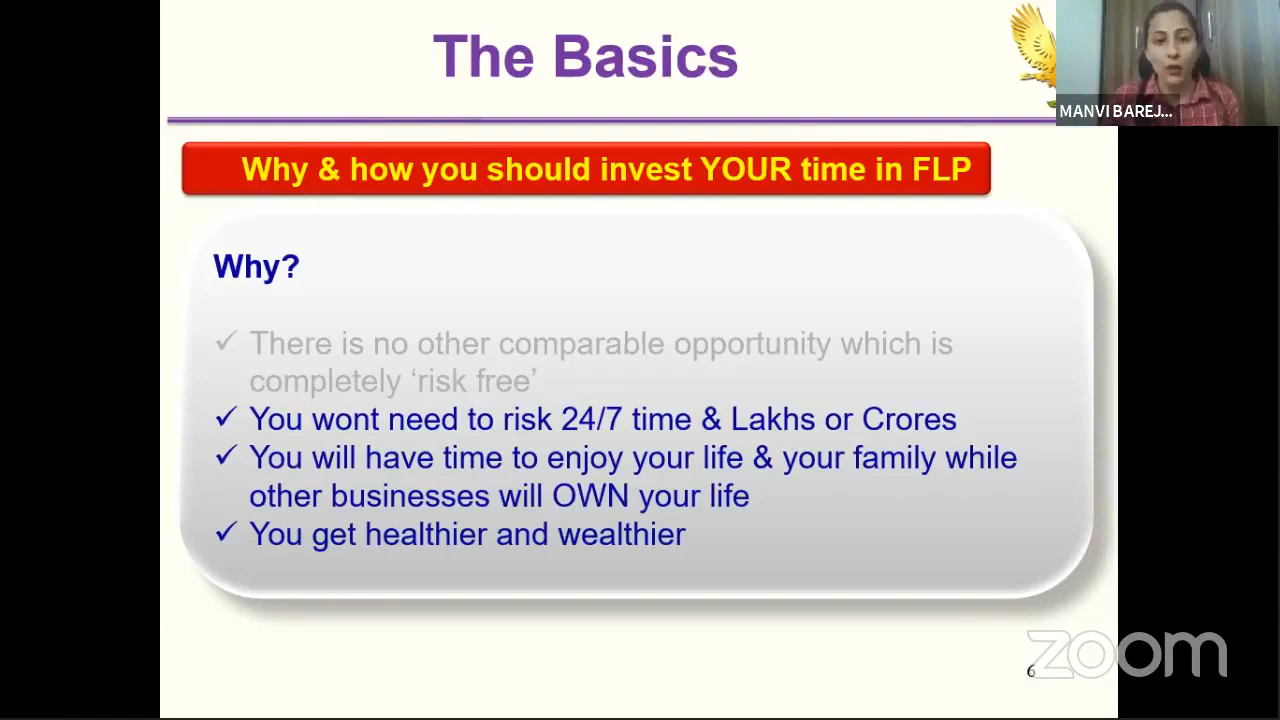 The Basics
MANVI BAREJ...
Why & how you should invest YOUR time in FLP
Why?
✓ There is no other comparable opportunity which is
completely ‘risk free’
✓ You wont need to risk 24/7 time & Lakhs or Crores
✓ You will have time to enjoy your life & your family while
other businesses will OWN your life
✓ You get healthier and wealthier
zoom
6